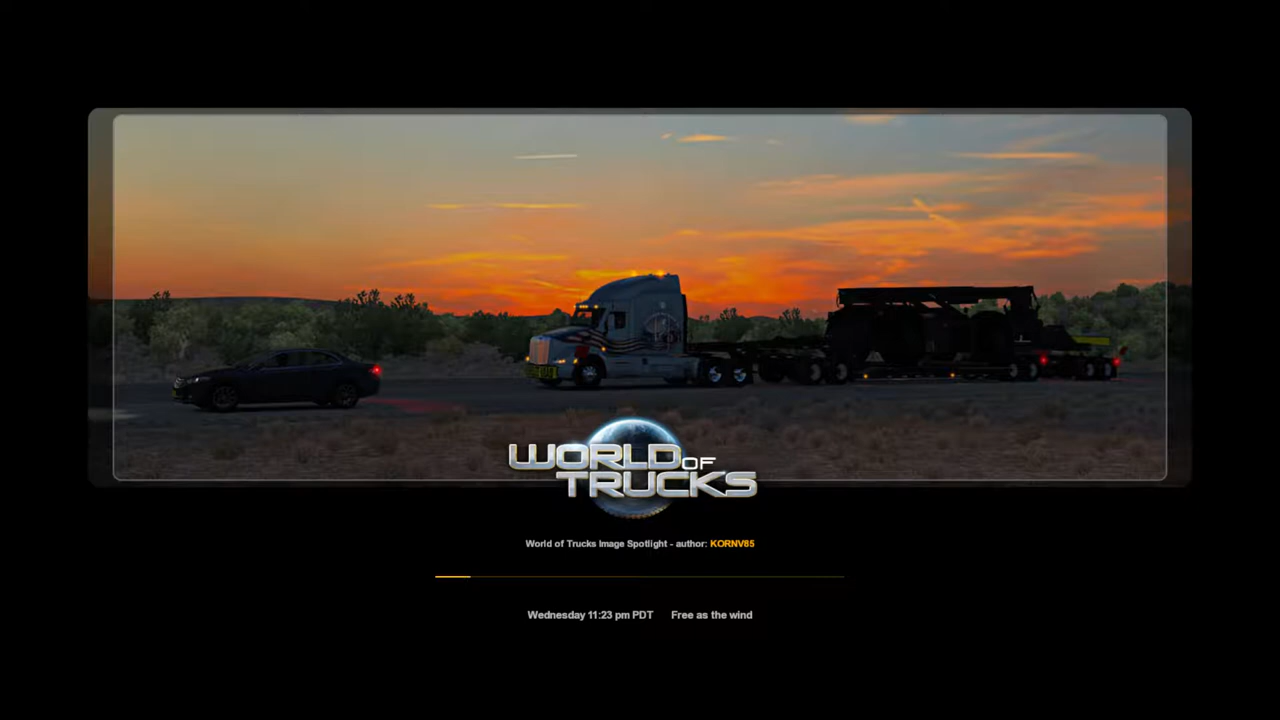 WORLD OF
TRUCKS
World of Trucks Image Spotlight - author: KORNV85
Wednesday 11:23 pm PDT Free as the wind